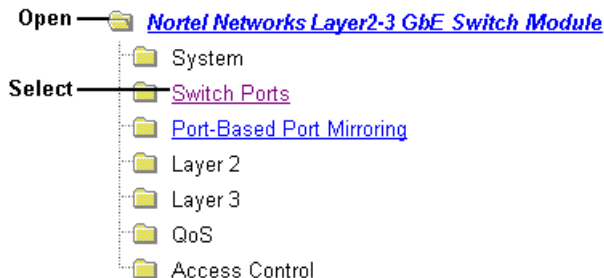 Open Nortel Networks Layer2-3 GbE Switch Module
System
Select Switch Ports
Port-Based Port Mirroring
Layer 2
Layer 3
QoS
Access Control